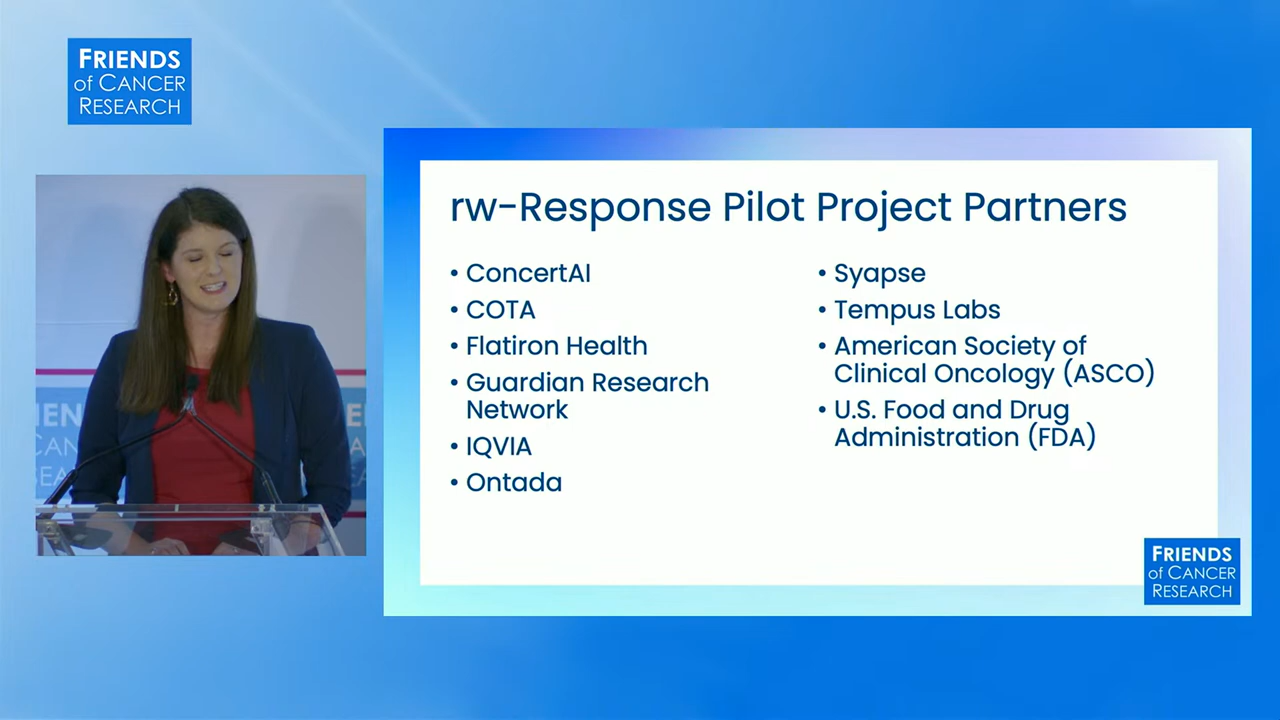 FRIENDS
of CANCER
RESEARCH
rw-Response Pilot Project Partners
• ConcertAI
• COTA
• Flatiron Health
• Guardian Research
Network
• IQVIA
• Ontada
• Syapse
• Tempus Labs
• American Society of
Clinical Oncology (ASCO)
• U.S. Food and Drug
Administration (FDA)
FRIENDS
of CANCER
RESEARCH